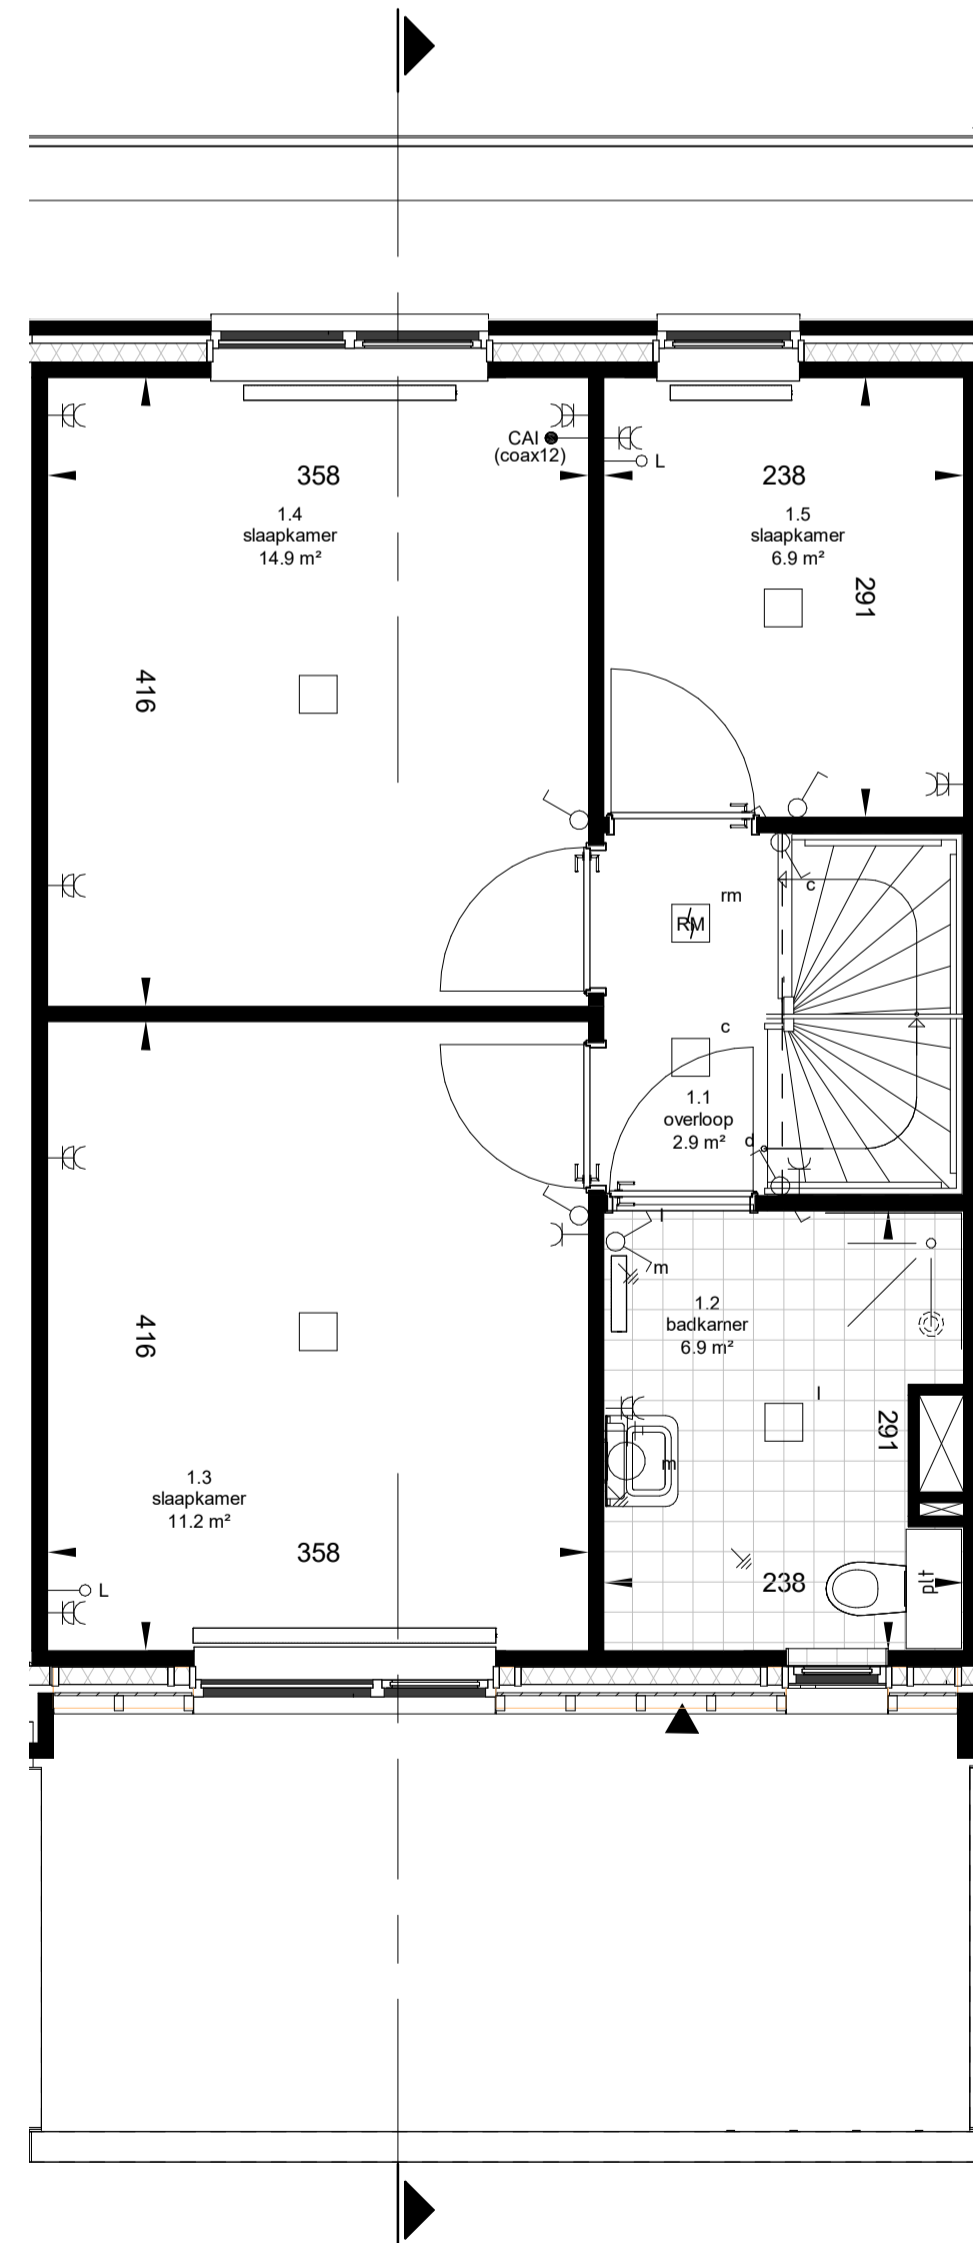 CAI
(coax12)
L
358
238
1.4
slaapkamer
14.9 m²
1.5
slaapkamer
6.9 m²
291
416
rm
c
RM
c
1.1
overloop
2.9 m²
d
l
m
1.2
badkamer
6.9 m²
l
416
291
m
1.3
slaapkamer
11.2 m²
358
L
238
plt